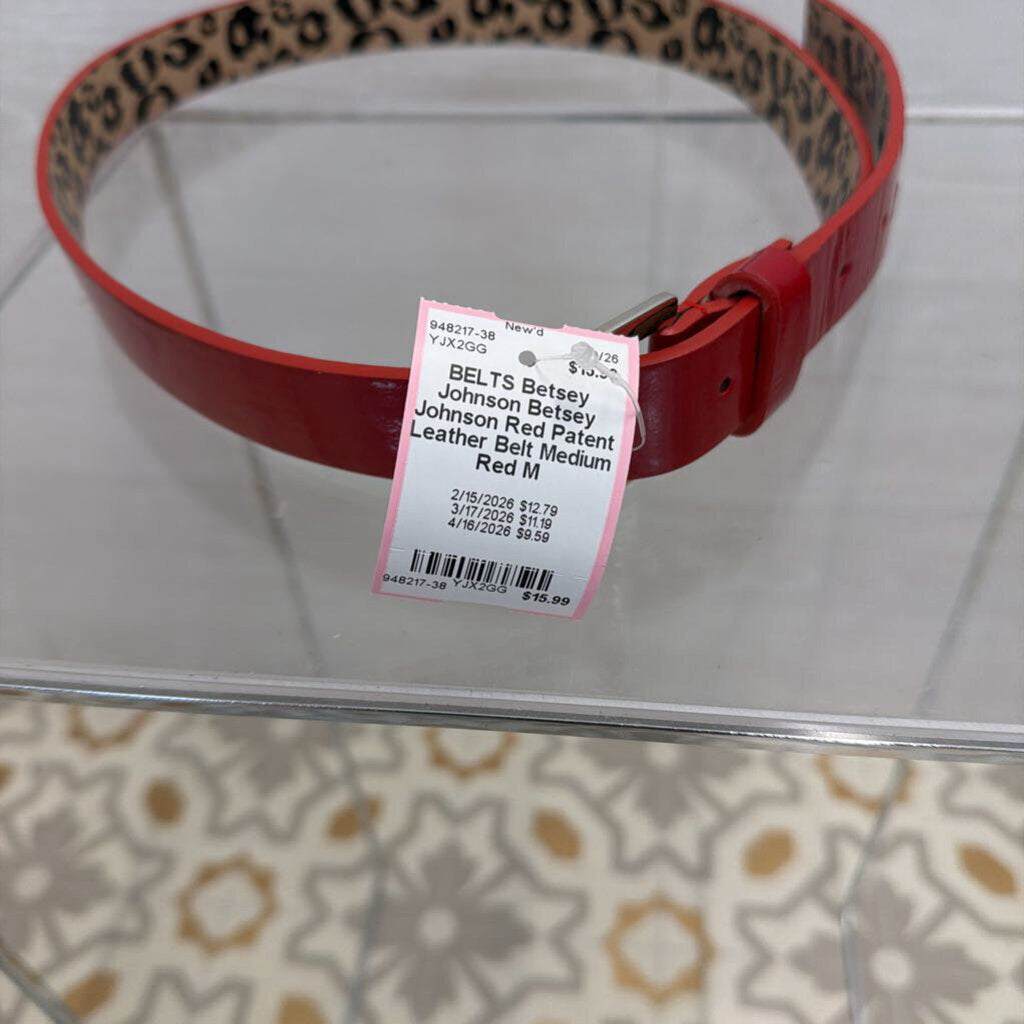 948217-38
New'd
YJX2GG
/26
BELTS Betsey
Johnson Betsey
Johnson Red Patent
Leather Belt Medium
Red M
2/15/2026 $12.79
3/17/2026 $11.19
4/16/2026 $9.59
948217-38 YJX2GG $15.99